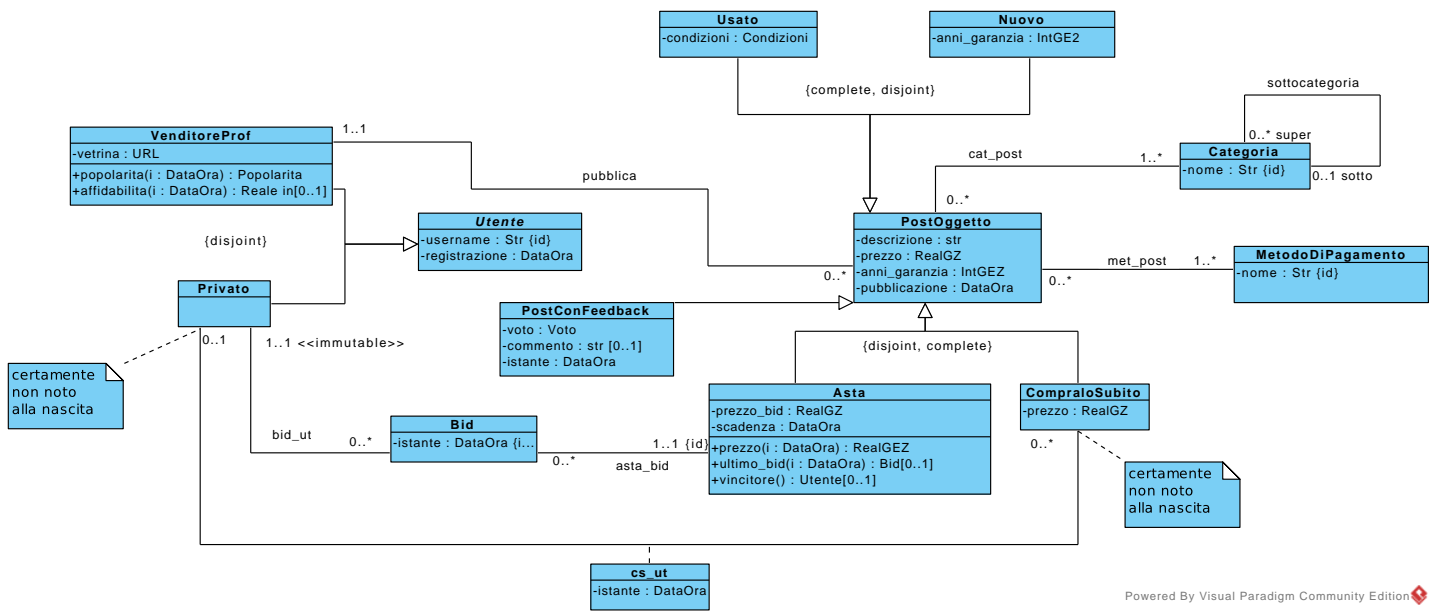 Usato
-condizioni : Condizioni
Nuovo
-anni_garanzia : IntGE2
{complete, disjoint}
sottocategoria
0..* super
Categoria
-nome : Str {id}
0..1 sotto
cat_post
1..*
0..*
VenditoreProf
-vetrina : URL
+popolarita(i : DataOra) : Popolarita
+affidabilita(i : DataOra) : Reale in[0..1]
1..1
pubblica
0..*
{disjoint}
Utente
-username : Str {id}
-registrazione : DataOra
PostOggetto
-descrizione : str
-prezzo : RealGZ
-anni_garanzia : IntGEZ
-pubblicazione : DataOra
met_post
1..*
0..*
MetodoDiPagamento
-nome : Str {id}
Privato
0..1
1..1 <<immutable>>
certamente
non noto
alla nascita
PostConFeedback
-voto : Voto
-commento : str [0..1]
-istante : DataOra
{disjoint, complete}
Asta
-prezzo_bid : RealGZ
-scadenza : DataOra
+prezzo(i : DataOra) : RealGEZ
+ultimo_bid(i : DataOra) : Bid[0..1]
+vincitore() : Utente[0..1]
CompraloSubito
-prezzo : RealGZ
0..*
certamente
non noto
alla nascita
bid_ut
0..*
Bid
-istante : DataOra {i...
0..*
asta_bid
1..1 {id}
cs_ut
-istante : DataOra
Powered By Visual Paradigm Community Edition